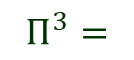 Π³ =